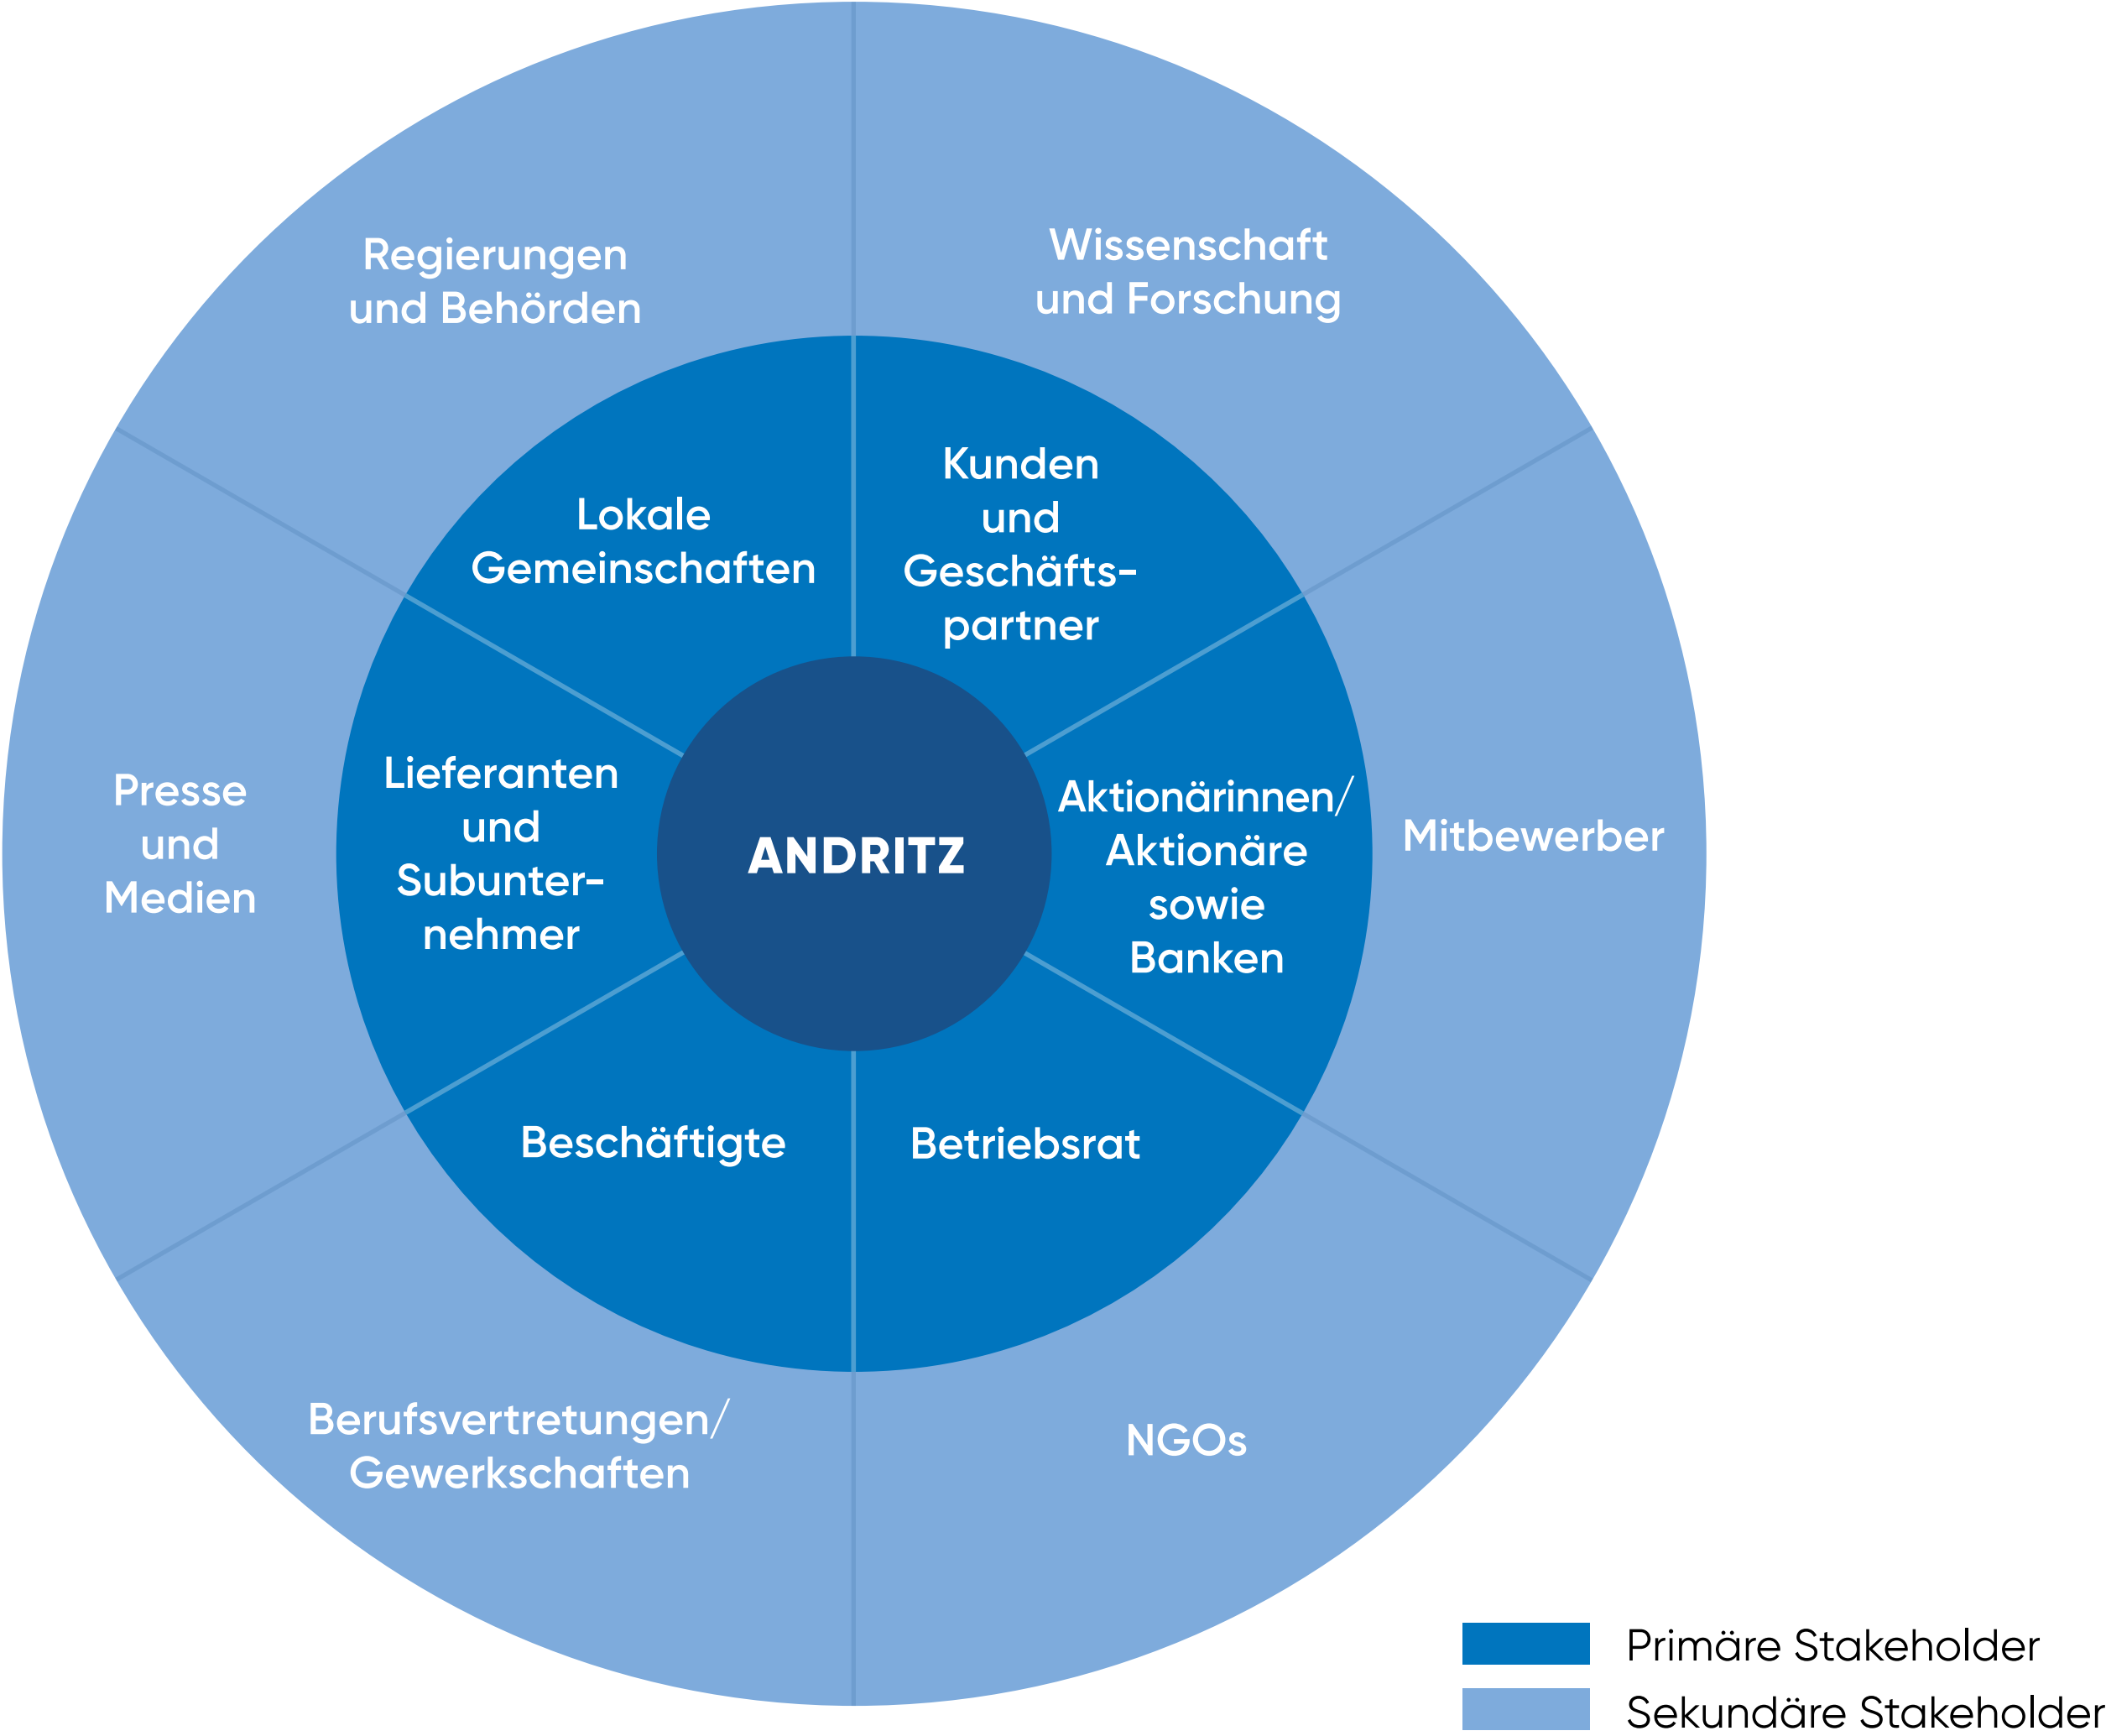 Regierungen
und Behörden
Wissenschaft
und Forschung
Lokale
Gemeinschaften
Kunden
und
Geschäfts-
partner
Presse
und
Medien
Lieferanten
und
Subunter-
nehmer
ANDRITZ
Aktionärinnen/
Aktionäre
sowie
Banken
Mitbewerber
Beschäftigte
Betriebsrat
Berufsvertretungen/
Gewerkschaften
NGOs
Primäre Stakeholder
Sekundäre Stakeholder